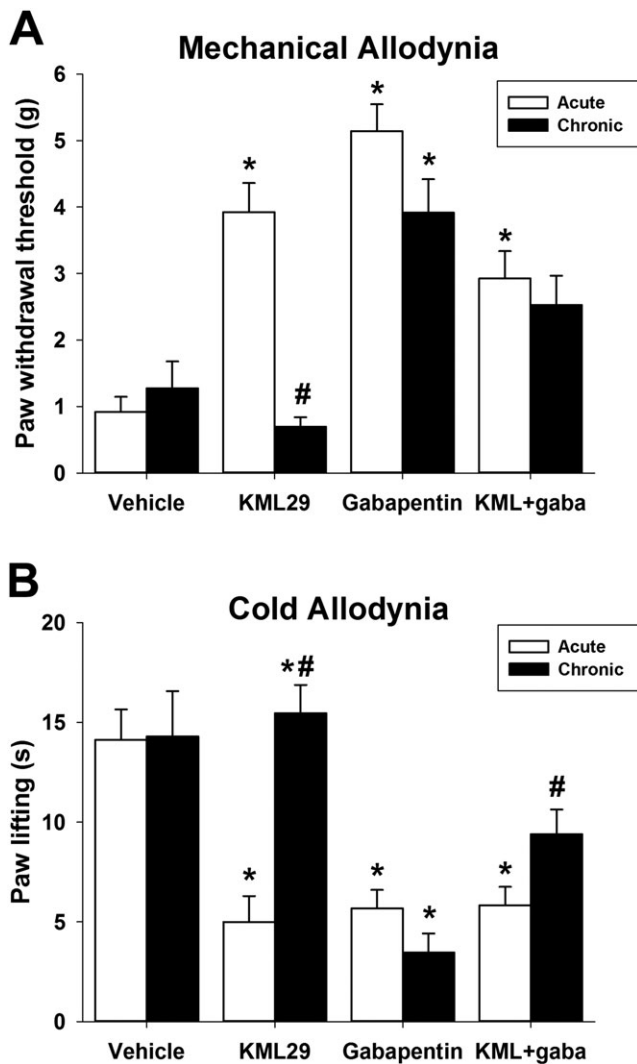 A
Mechanical Allodynia
Paw withdrawal threshold (g)
6
5
4
3
2
1
0
Acute
Chronic
*
#
*
*
*
Vehicle KML29 Gabapentin KML+gaba
B
Cold Allodynia
Paw lifting (s)
20
15
10
5
0
Acute
Chronic
*
*#
*
*
*
#
Vehicle KML29 Gabapentin KML+gaba